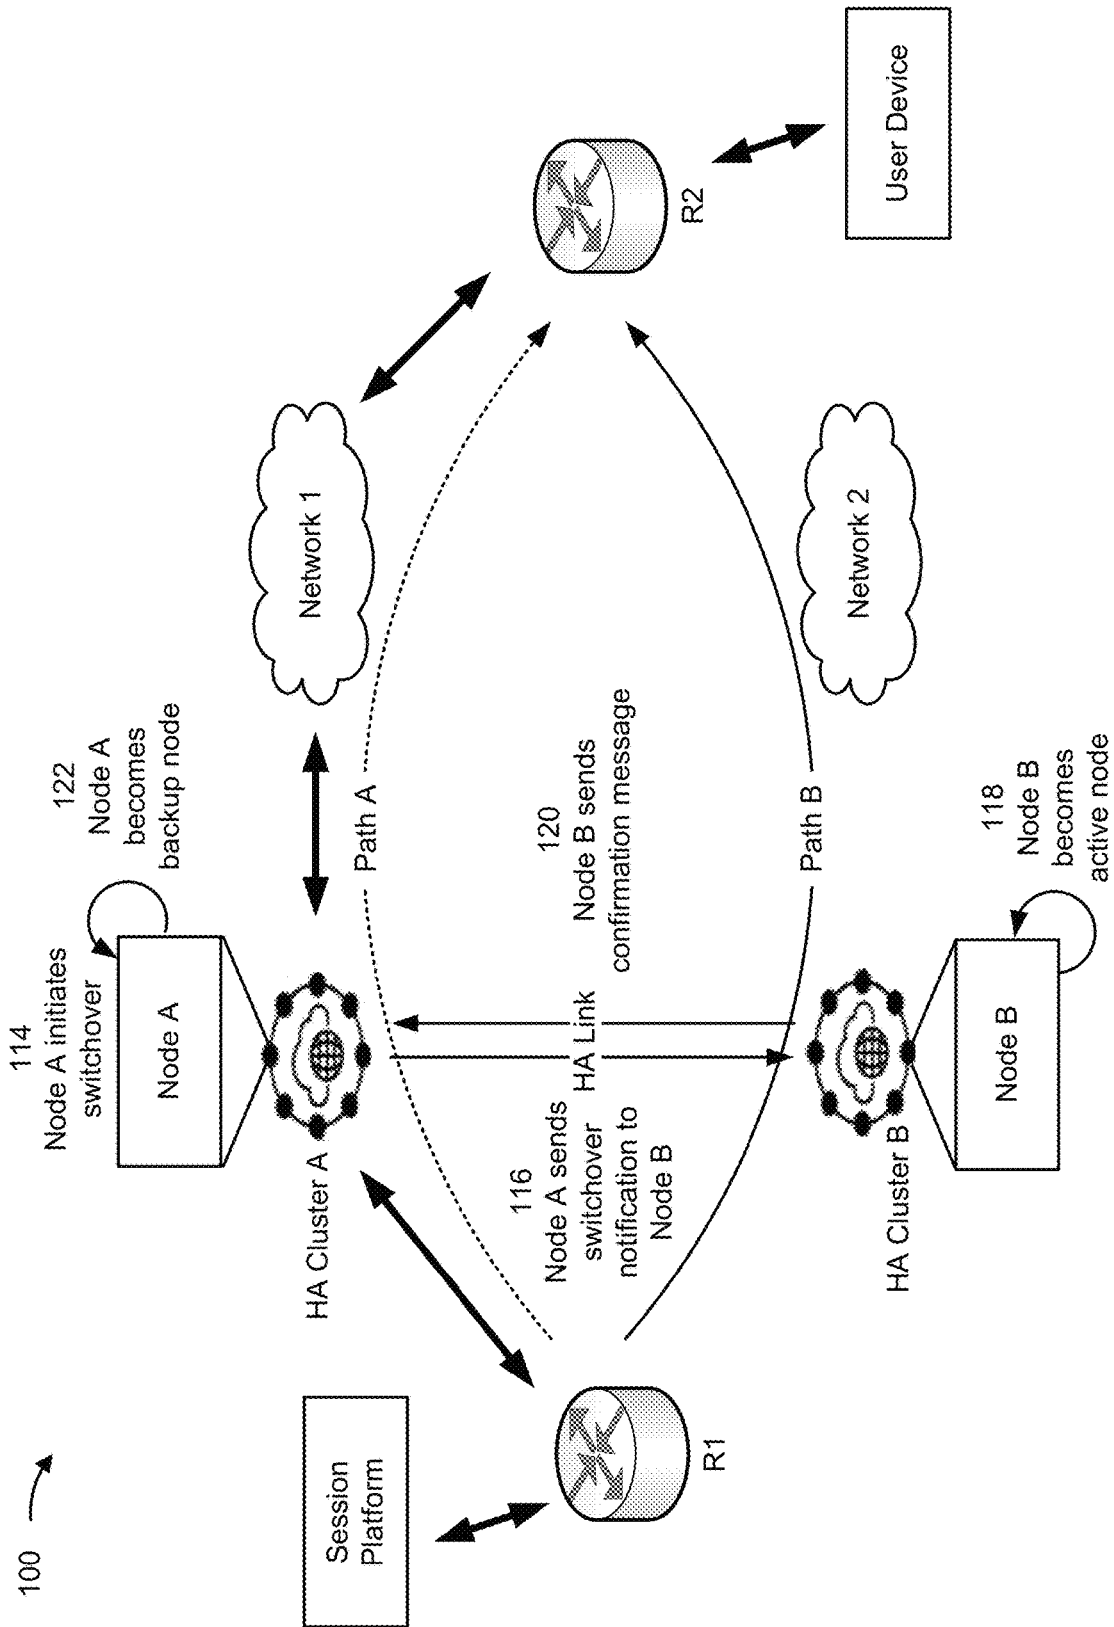 100
114
Node A initiates
switchover
122
Node A
becomes
backup node
Node A
HA Cluster A
Network 1
Session
Platform
Path A
116
Node A sends
switchover
notification to
Node B
HA Link
120
Node B sends
confirmation message
R1
R2
Path B
HA Cluster B
Network 2
User Device
Node B
118
Node B
becomes
active node